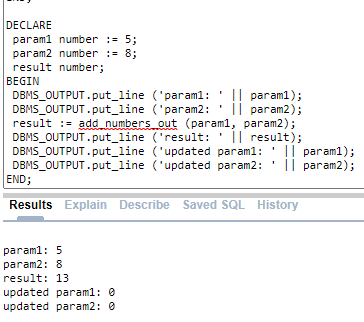 DECLARE
param1 number := 5;
param2 number := 8;
result number;
BEGIN
DBMS_OUTPUT.put_line ('param1: ' || param1);
DBMS_OUTPUT.put_line ('param2: ' || param2);
result := add_numbers_out (param1, param2);
DBMS_OUTPUT.put_line ('result: ' || result);
DBMS_OUTPUT.put_line ('updated param1: ' || param1);
DBMS_OUTPUT.put_line ('updated param2: ' || param2);
END;
Results Explain Describe Saved SQL History
param1: 5
param2: 8
result: 13
updated param1: 0
updated param2: 0